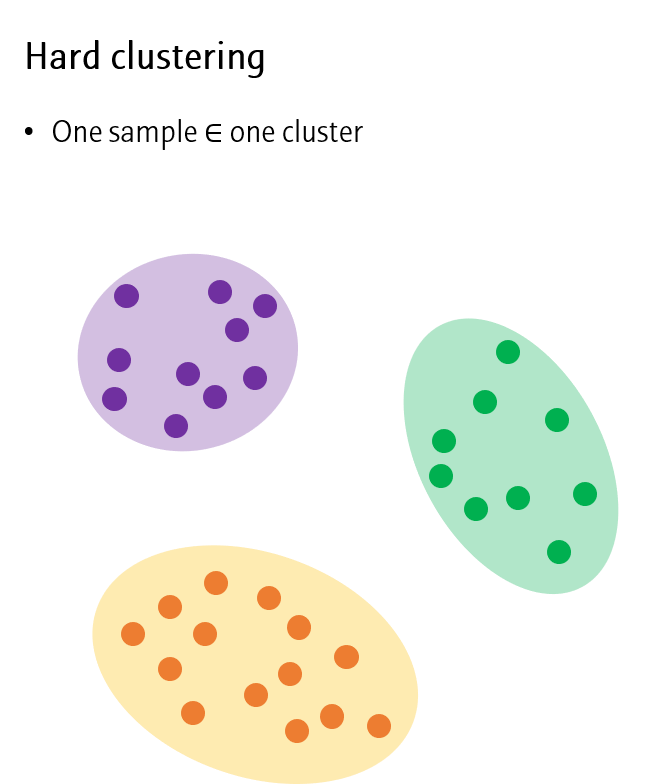 Hard clustering
• One sample ∈ one cluster